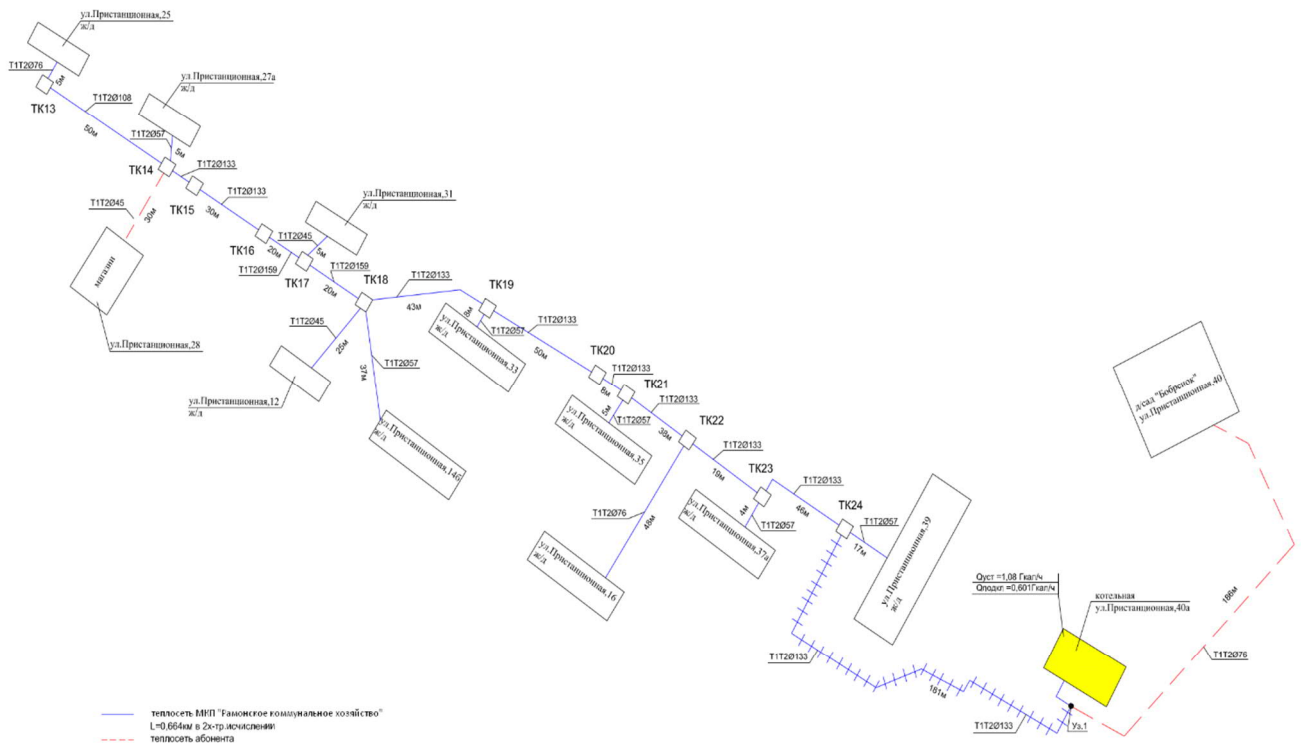 ул.Пристанционная,25
ж/д
Т1Т2Ø76
5м
ТК13
Т1Т2Ø108
50м
ул.Пристанционная,27а
ж/д
Т1Т2Ø57
5м
ТК14
Т1Т2Ø133
ТК15
Т1Т2Ø133
30м
Т1Т2Ø45
30м
магазин
ул.Пристанционная,28
ул.Пристанционная,31
ж/д
Т1Т2Ø45
5м
ТК16
20м
Т1Т2Ø159
ТК17
Т1Т2Ø159
20м
ТК18
Т1Т2Ø133
43м
Т1Т2Ø45
25м
ул.Пристанционная,12
ж/д
Т1Т2Ø57
37м
ул.Пристанционная,14б
ж/д
ТК19
8м
Т1Т2Ø57
ул.Пристанционная,33
ж/д
Т1Т2Ø133
50м
ТК20
Т1Т2Ø133
8м
ТК21
5м
Т1Т2Ø57
ул.Пристанционная,35
ж/д
Т1Т2Ø133
38м
ТК22
Т1Т2Ø76
48м
ул.Пристанционная,16
ж/д
Т1Т2Ø133
19м
ТК23
4м
Т1Т2Ø57
ул.Пристанционная,37а
ж/д
Т1Т2Ø133
46м
ТК24
Т1Т2Ø57
17м
ул.Пристанционная,39
ж/д
Т1Т2Ø133
181м
Т1Т2Ø133
Уз.1
Qуст =1,08 Гкал/ч
Qподкл =0,601Гкал/ч
котельная
ул.Пристанционная,40а
д/сад "Бобренок"
ул.Пристанционная,40
186м
Т1Т2Ø76
теплосеть МКП "Рамонское коммунальное хозяйство"
L=0,664км в 2х-тр.исчислении
теплосеть абонента